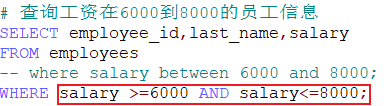 # 查询工资在6000到8000的员工信息
SELECT employee_id,last_name,salary
FROM employees
-- where salary between 6000 and 8000;
WHERE salary >=6000 AND salary<=8000;